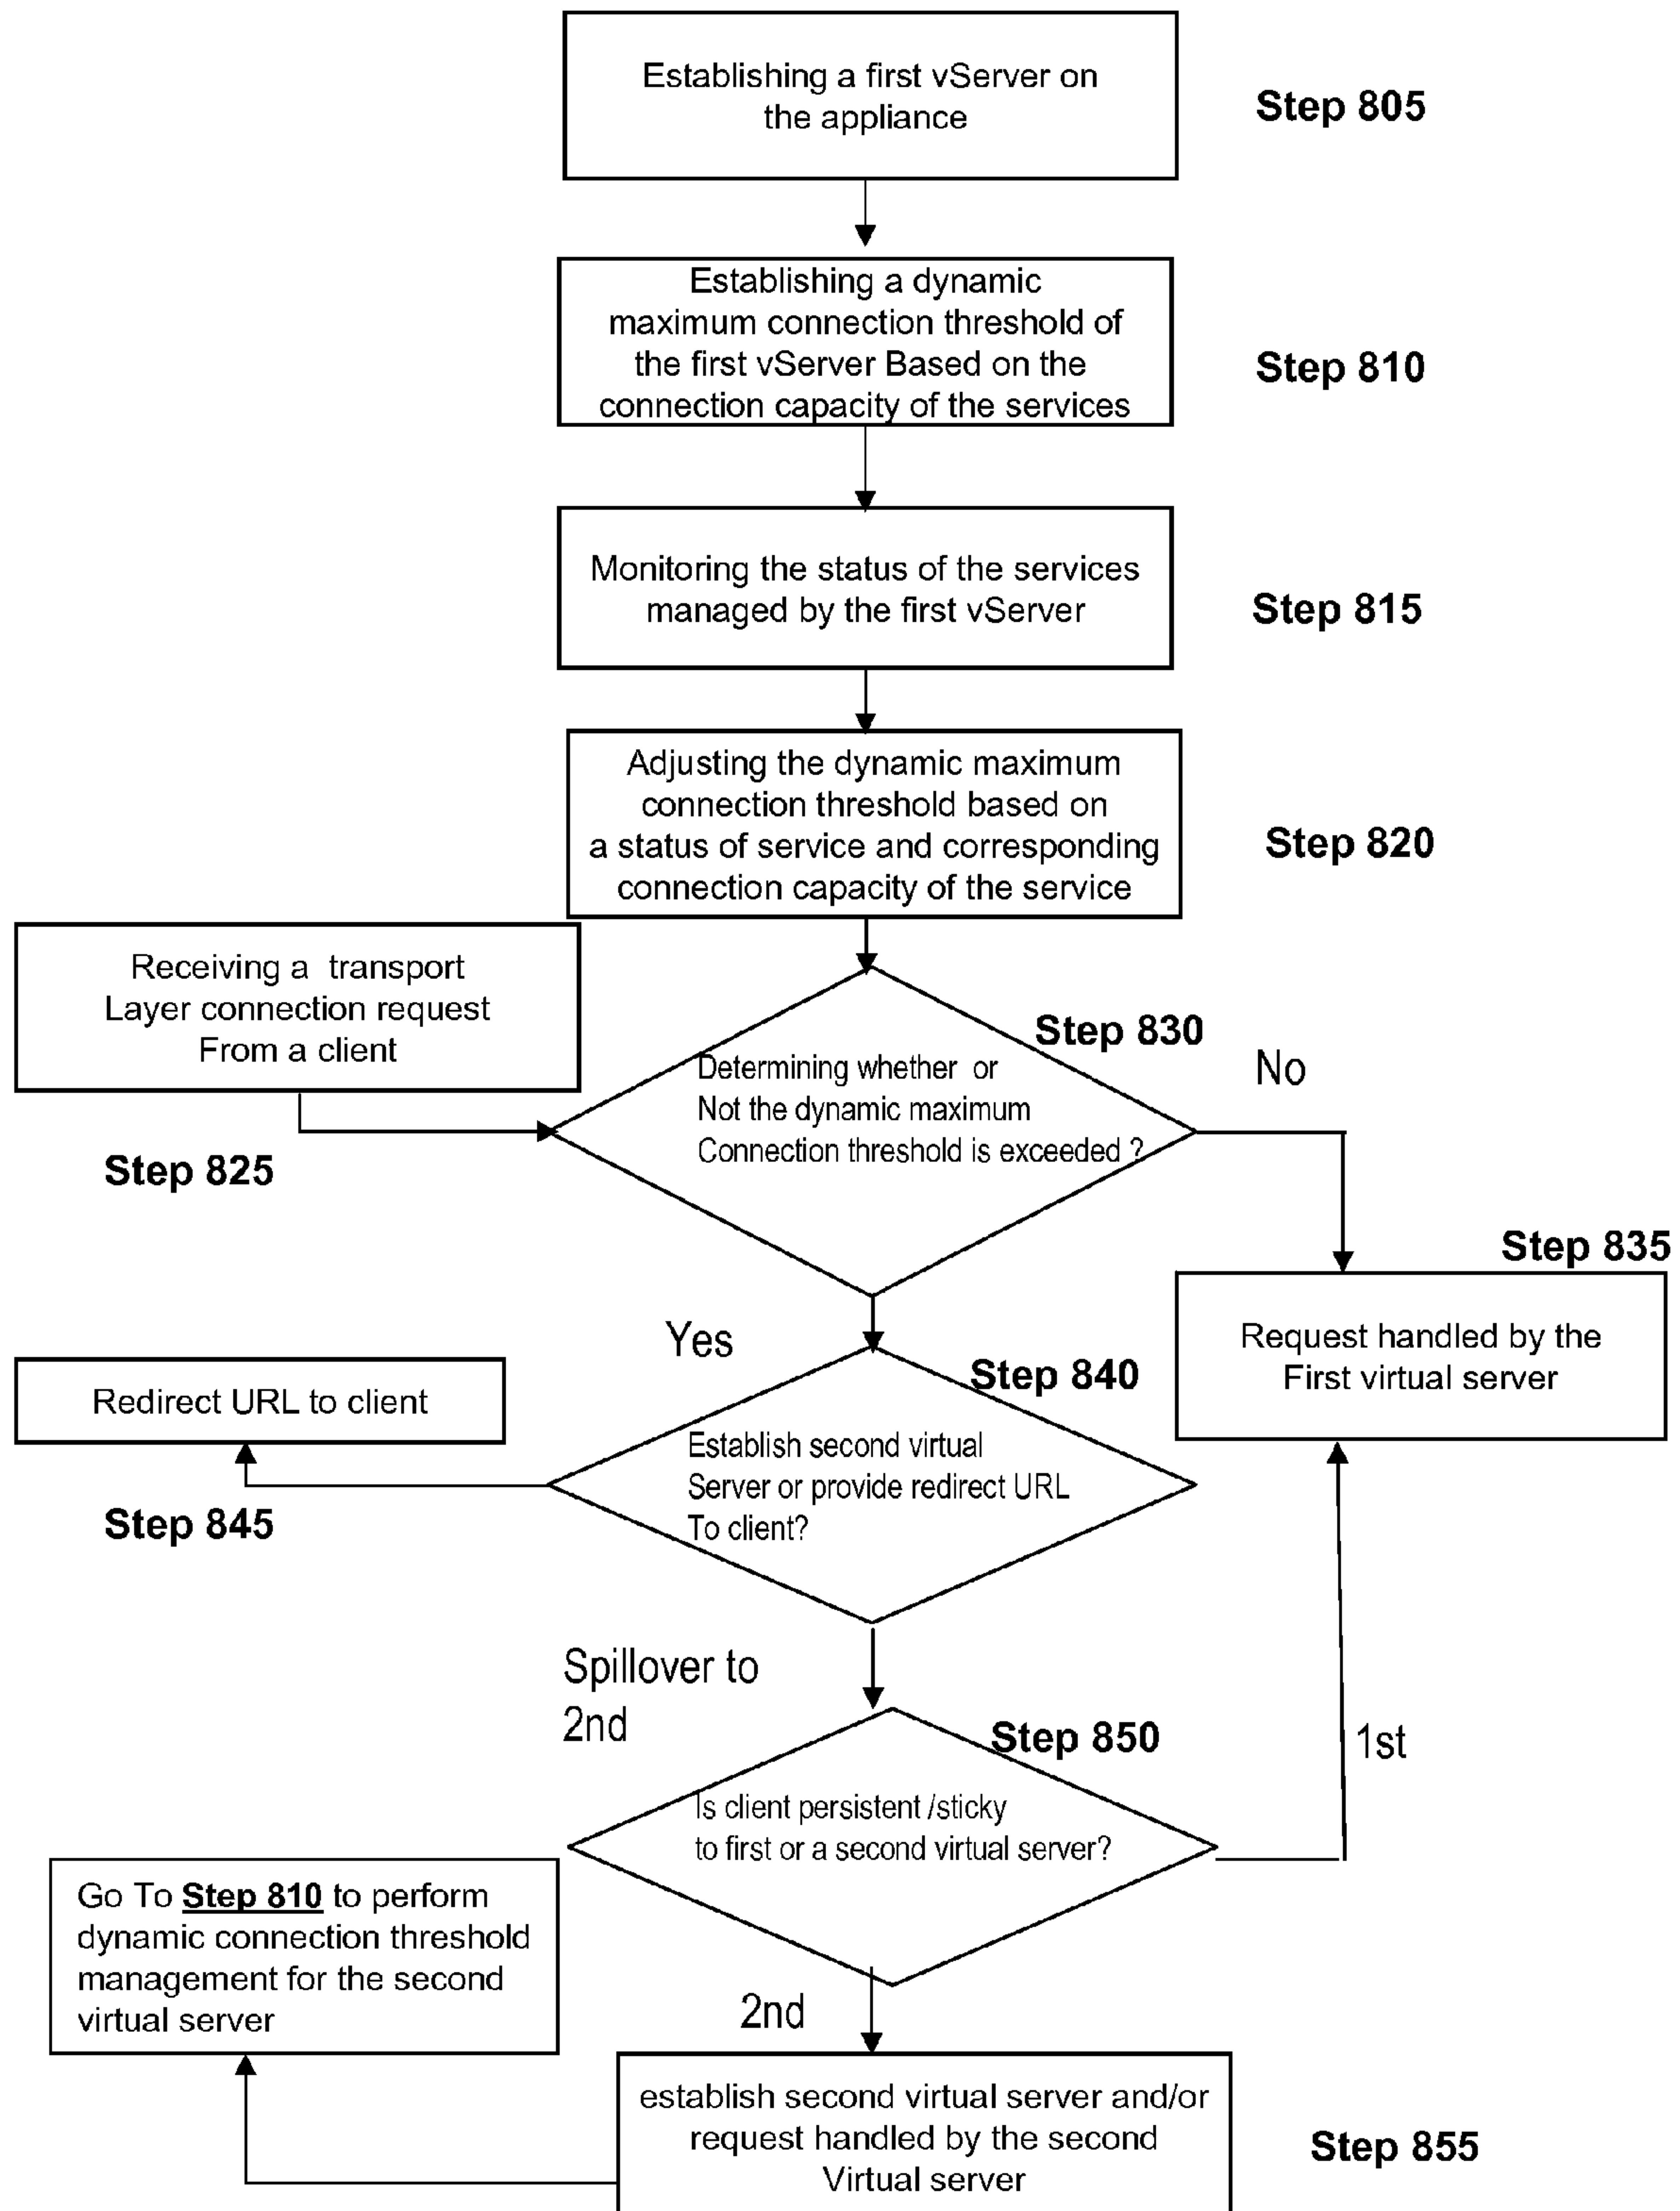 Establishing a first vServer on
the appliance
Step 805
Establishing a dynamic
maximum connection threshold of
the first vServer Based on the
connection capacity of the services
Step 810
Monitoring the status of the services
managed by the first vServer
Step 815
Adjusting the dynamic maximum
connection threshold based on
a status of service and corresponding
connection capacity of the service
Step 820
Receiving a transport
Layer connection request
From a client
Step 825
Step 830
Determining whether or
Not the dynamic maximum
Connection threshold is exceeded ?
No
Yes
Step 835
Request handled by the
First virtual server
Step 840
Establish second virtual
Server or provide redirect URL
To client?
Redirect URL to client
Step 845
Spillover to
2nd
Step 850
Is client persistent /sticky
to first or a second virtual server?
1st
2nd
Go To Step 810 to perform
dynamic connection threshold
management for the second
virtual server
establish second virtual server and/or
request handled by the second
Virtual server
Step 855